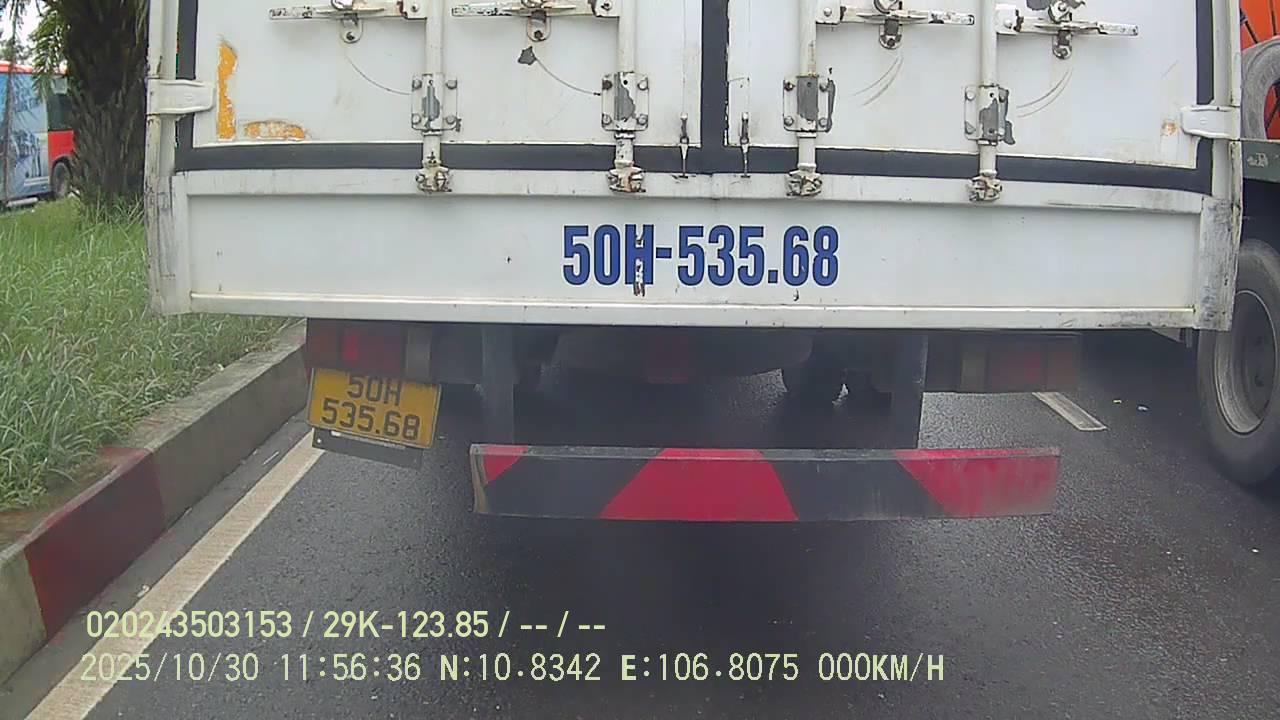 50H-535.68
50H
535.68
020243503153 / 29K-123.85 / -- / --
2025/10/30 11:56:36 N:10.8342 E:106.8075 000KM/H